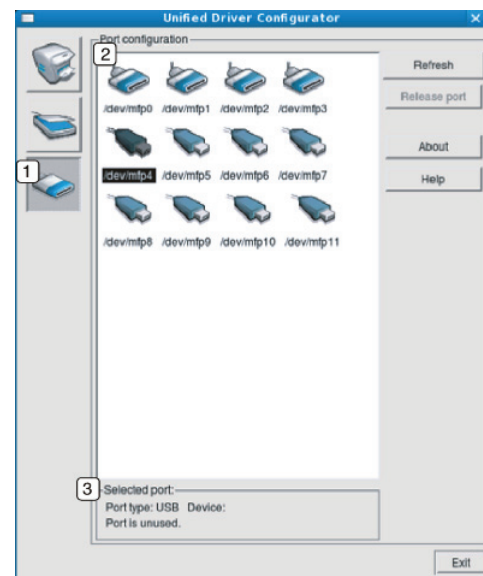 Unified Driver Configurator
Port configuration
2
/dev/mfp0 /dev/mfp1 /dev/mfp2 /dev/mfp3
/dev/mfp4 /dev/mfp5 /dev/mfp6 /dev/mfp7
/dev/mfp8 /dev/mfp9 /dev/mfp10 /dev/mfp11
Refresh
Release port
About
Help
1
3
Selected port:
Port type: USB Device:
Port is unused.
Exit